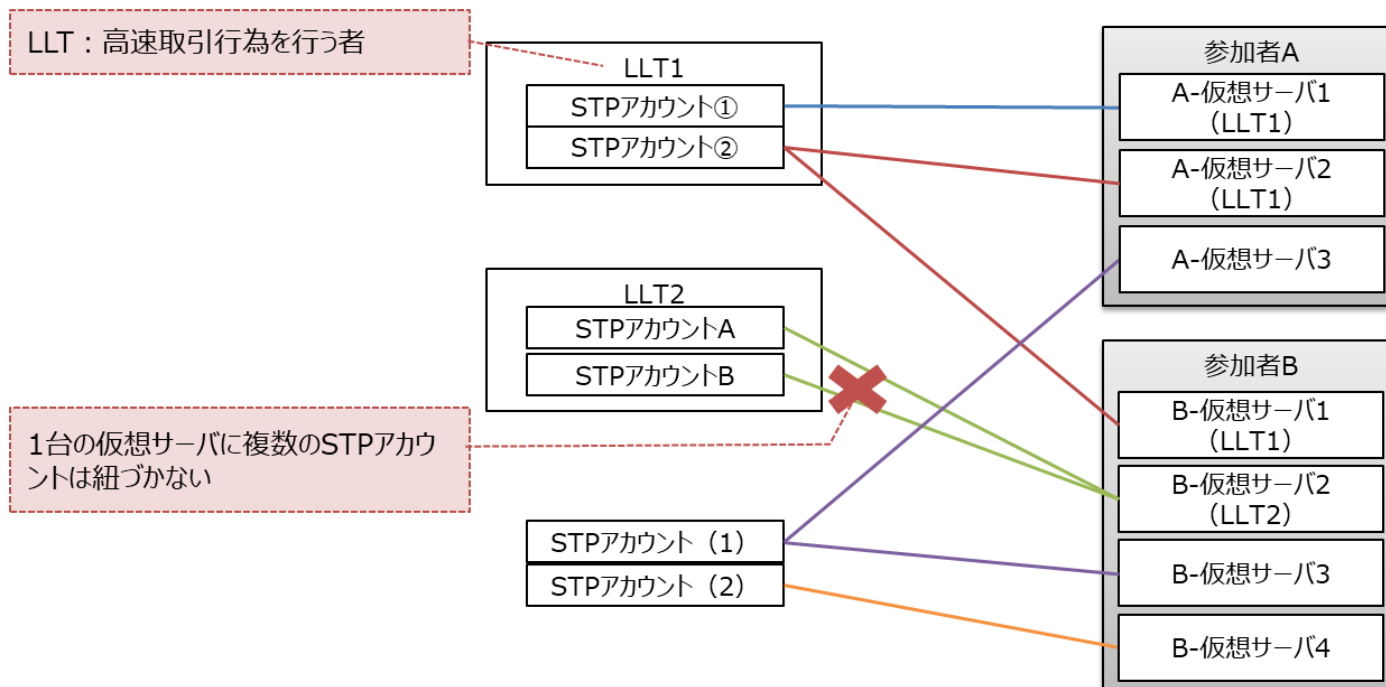 LLT：高速取引行為を行う者
LLT1
STPアカウント①
STPアカウント②
LLT2
STPアカウントA
STPアカウントB
1台の仮想サーバに複数のSTPアカウ
ントは紐づかない
STPアカウント（1）
STPアカウント（2）
参加者A
A-仮想サーバ1
（LLT1）
A-仮想サーバ2
（LLT1）
A-仮想サーバ3
参加者B
B-仮想サーバ1
（LLT1）
B-仮想サーバ2
（LLT2）
B-仮想サーバ3
B-仮想サーバ4